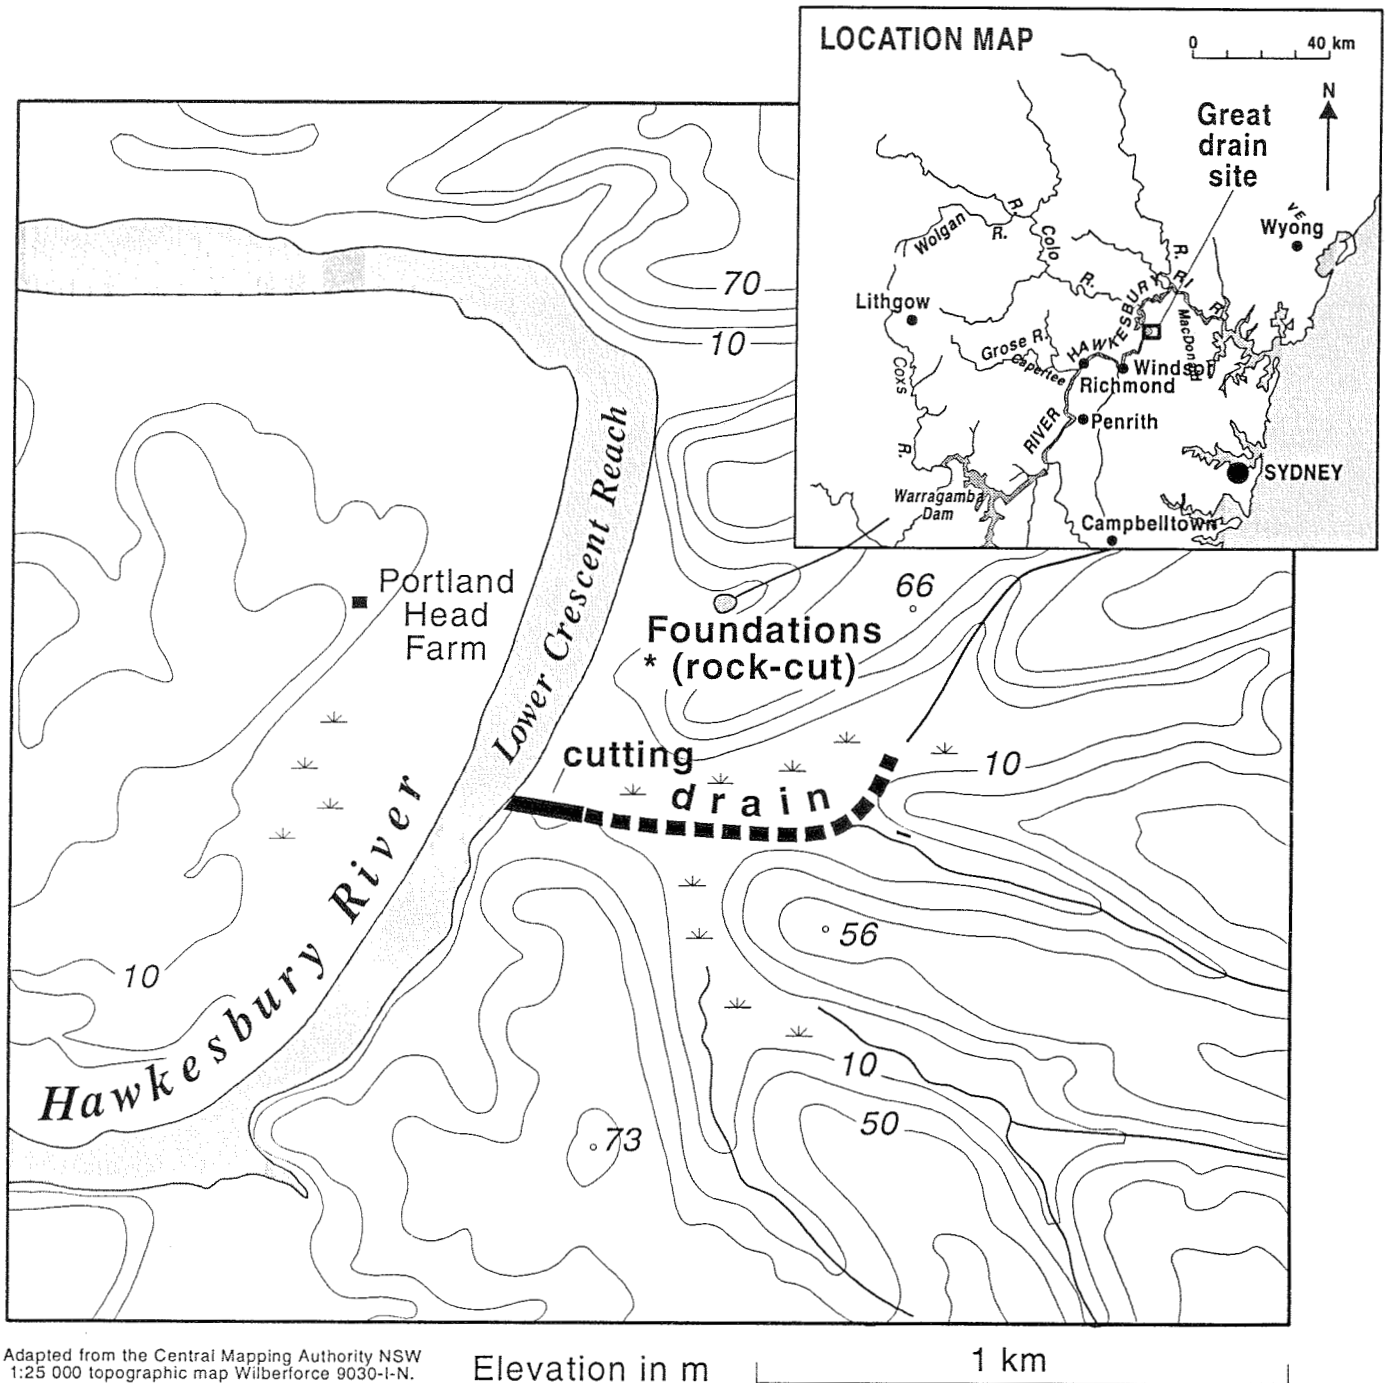 LOCATION MAP
0 40 km
N
Great
drain
site
VE
Wyong
Wolgan
R.
R.
Colo
R.
R.
RI
R.
MacDonald
Lithgow
Grose R.
Capertee
HAWKESBURY
Windsor
Richmond
Coxs
R.
RIVER
Penrith
SYDNEY
Warragamba
Dam
Campbelltown
70
10
Lower Crescent Reach
Portland
Head
Farm
66
Foundations
* (rock-cut)
cutting
drain
10
56
10
Hawkesbury River
10
50
73
Adapted from the Central Mapping Authority NSW
1:25 000 topographic map Wilberforce 9030-I-N.
Elevation in m
1 km